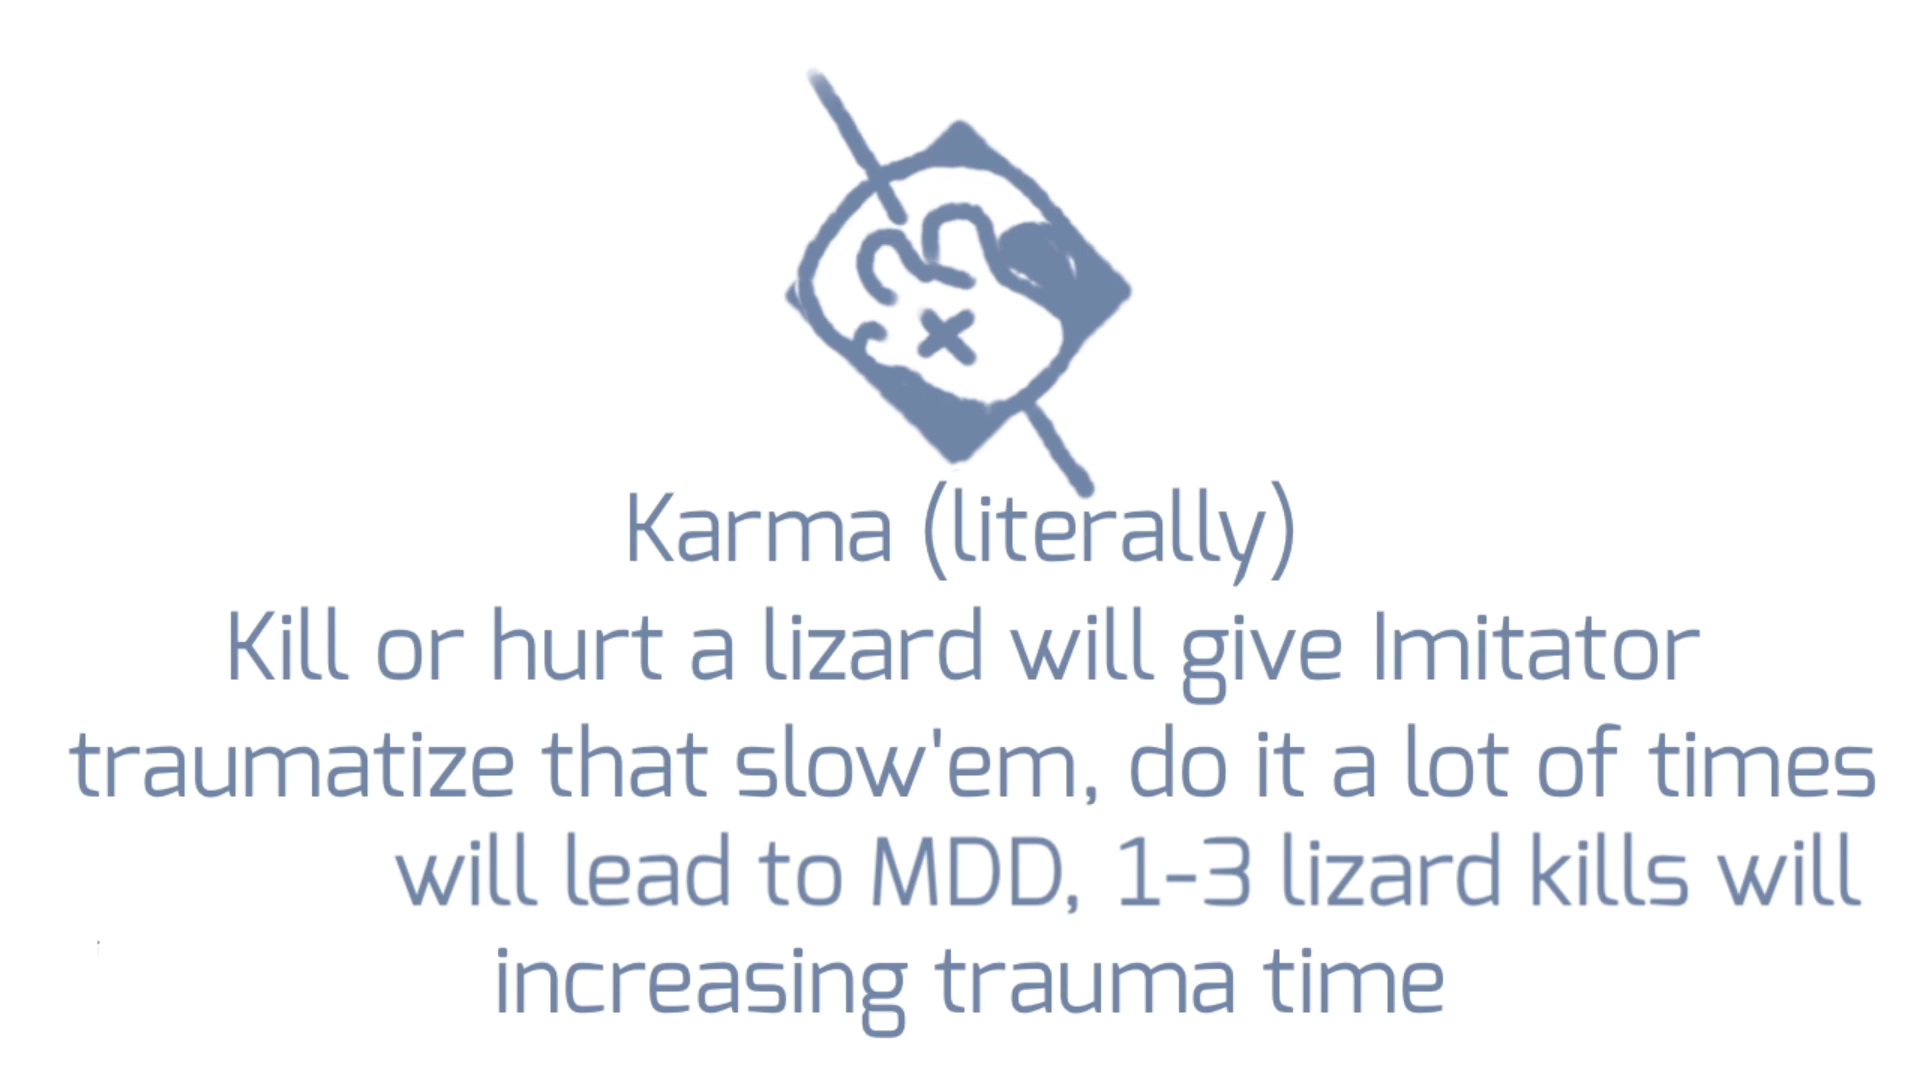 Karma (literally)
Kill or hurt a lizard will give Imitator
traumatize that slow'em, do it a lot of times
will lead to MDD, 1-3 lizard kills will
increasing trauma time